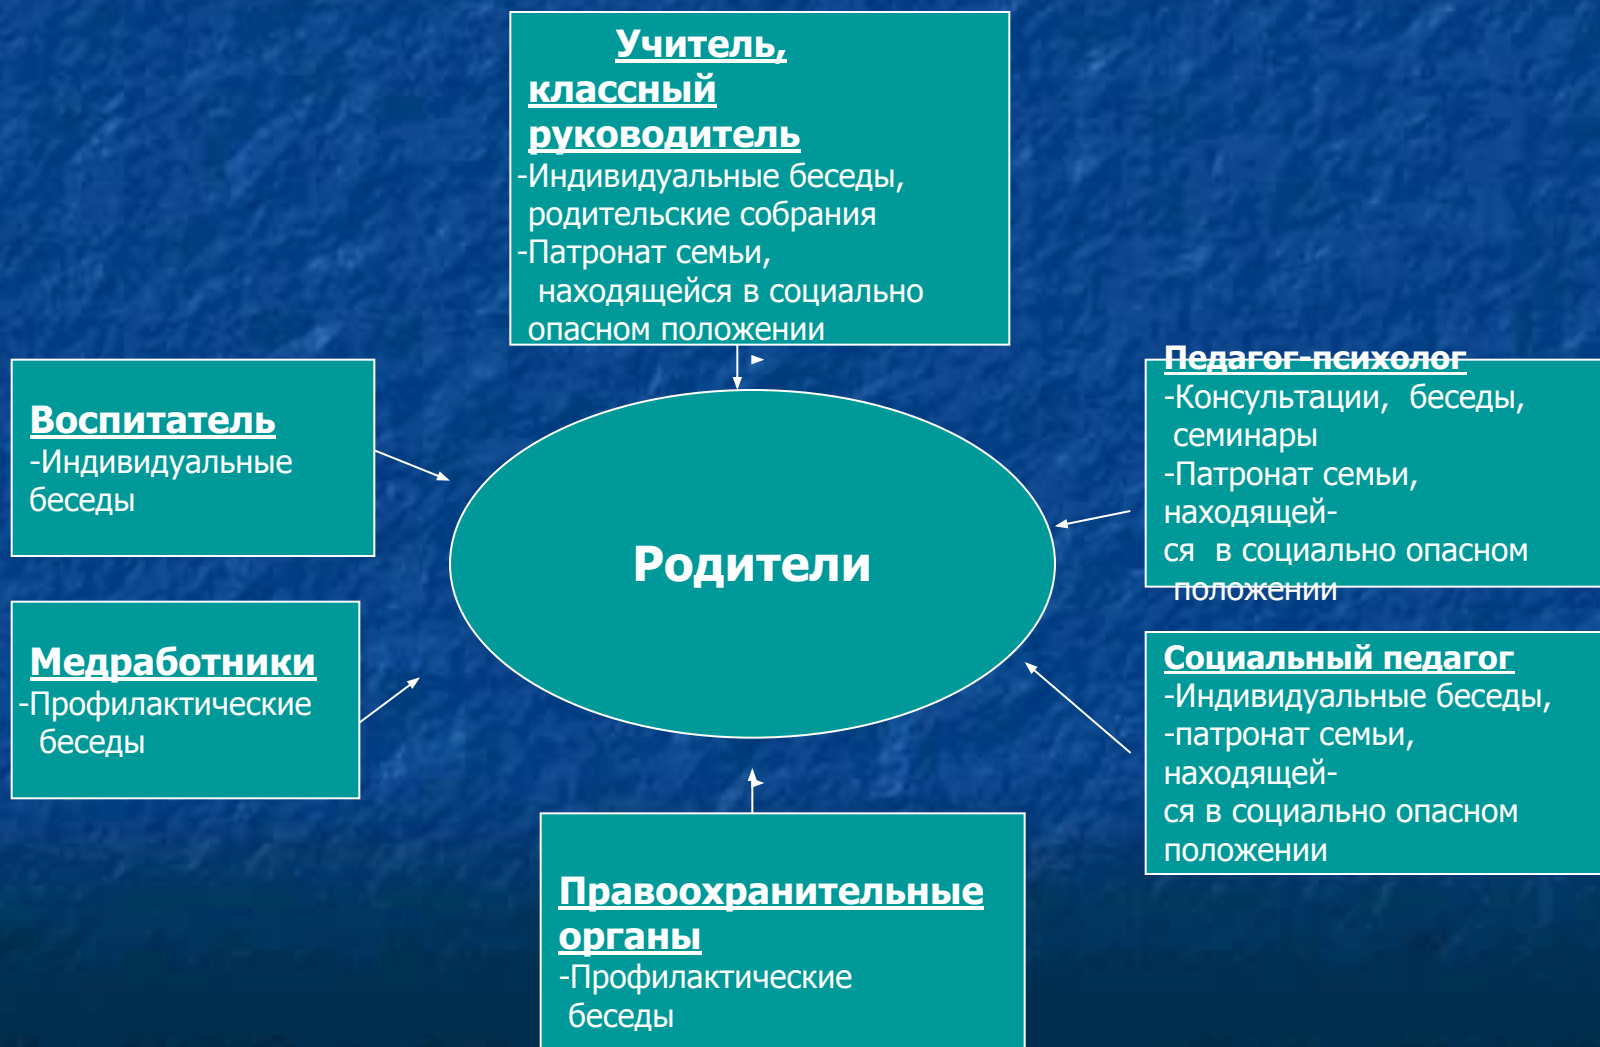 Учитель,
классный
руководитель
-Индивидуальные беседы,
родительские собрания
-Патронат семьи,
находящейся в социально
опасном положении
Воспитатель
-Индивидуальные
беседы
Медработники
-Профилактические
беседы
Родители
Педагог-психолог
-Консультации, беседы,
семинары
-Патронат семьи,
находящей-
ся в социально опасном
положении
Социальный педагог
-Индивидуальные беседы,
-патронат семьи,
находящей-
ся в социально опасном
положении
Правоохранительные
органы
-Профилактические
беседы